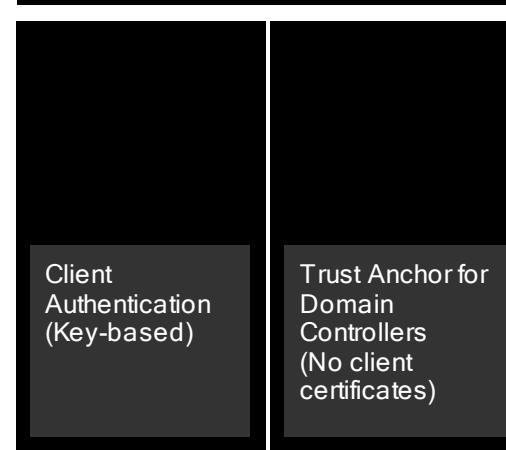 Client
Authentication
(Key-based)
Trust Anchor for
Domain
Controllers
(No client
certificates)